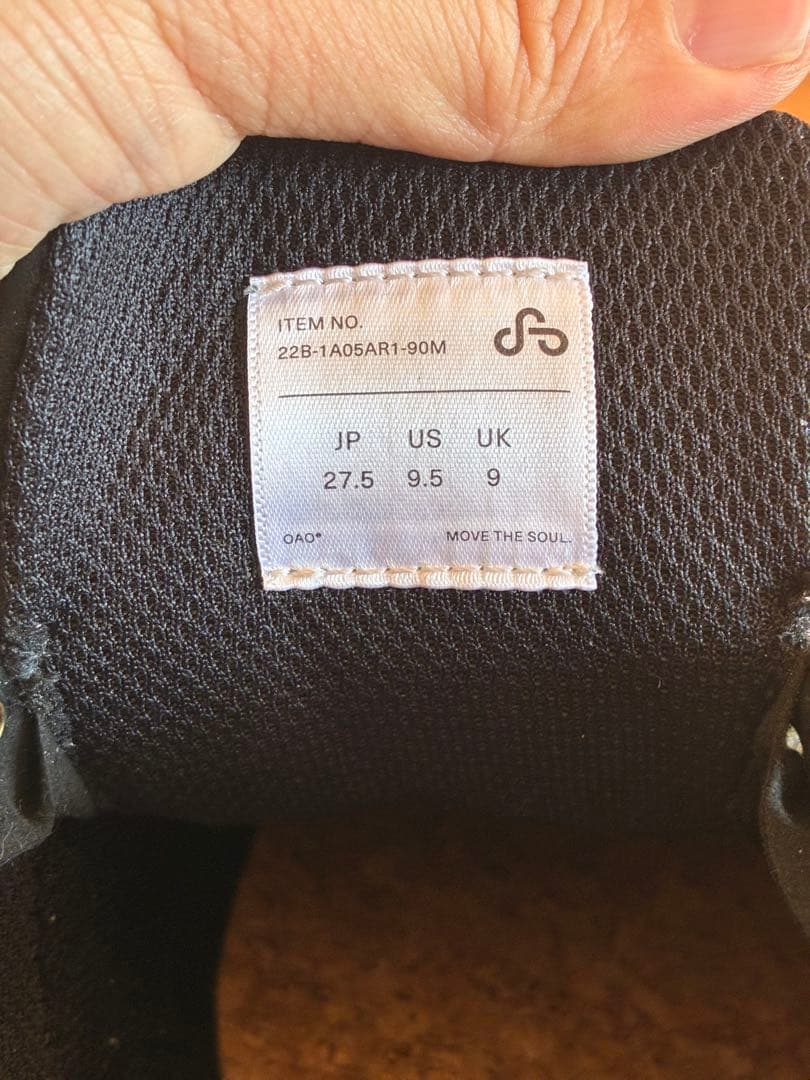 ITEM NO.
22B-1A05AR1-90M
JP US UK
27.5 9.5 9
OAO® MOVE THE SOUL.